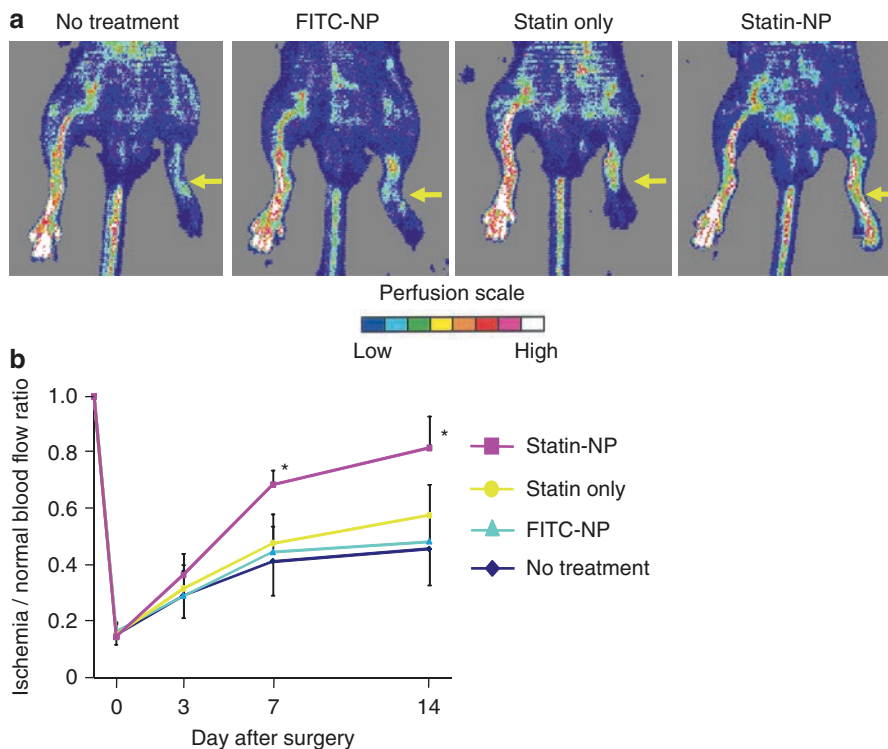 a
No treatment FITC-NP Statin only Statin-NP
Perfusion scale
Low High
b
Ischemia / normal blood flow ratio
1.0
0.8
0.6
0.4
0.2
0
0 3 7 14
Day after surgery
* *
Statin-NP
Statin only
FITC-NP
No treatment